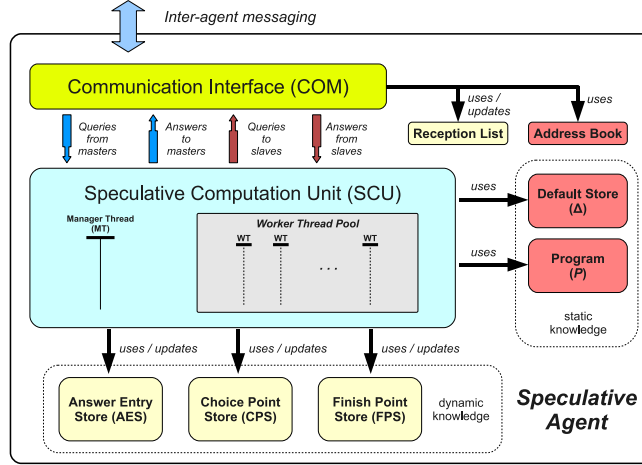 Inter-agent messaging
Communication Interface (COM)
uses /
updates
uses
Reception List
Address Book
Queries
from
masters
Answers
to
masters
Queries
to
slaves
Answers
from
slaves
Speculative Computation Unit (SCU)
Manager Thread
(MT)
Worker Thread Pool
WT
WT
WT
...
uses
Default Store
(Δ)
uses
Program
(P)
static
knowledge
uses / updates
uses / updates
uses / updates
Answer Entry
Store (AES)
Choice Point
Store (CPS)
Finish Point
Store (FPS)
dynamic
knowledge
Speculative
Agent